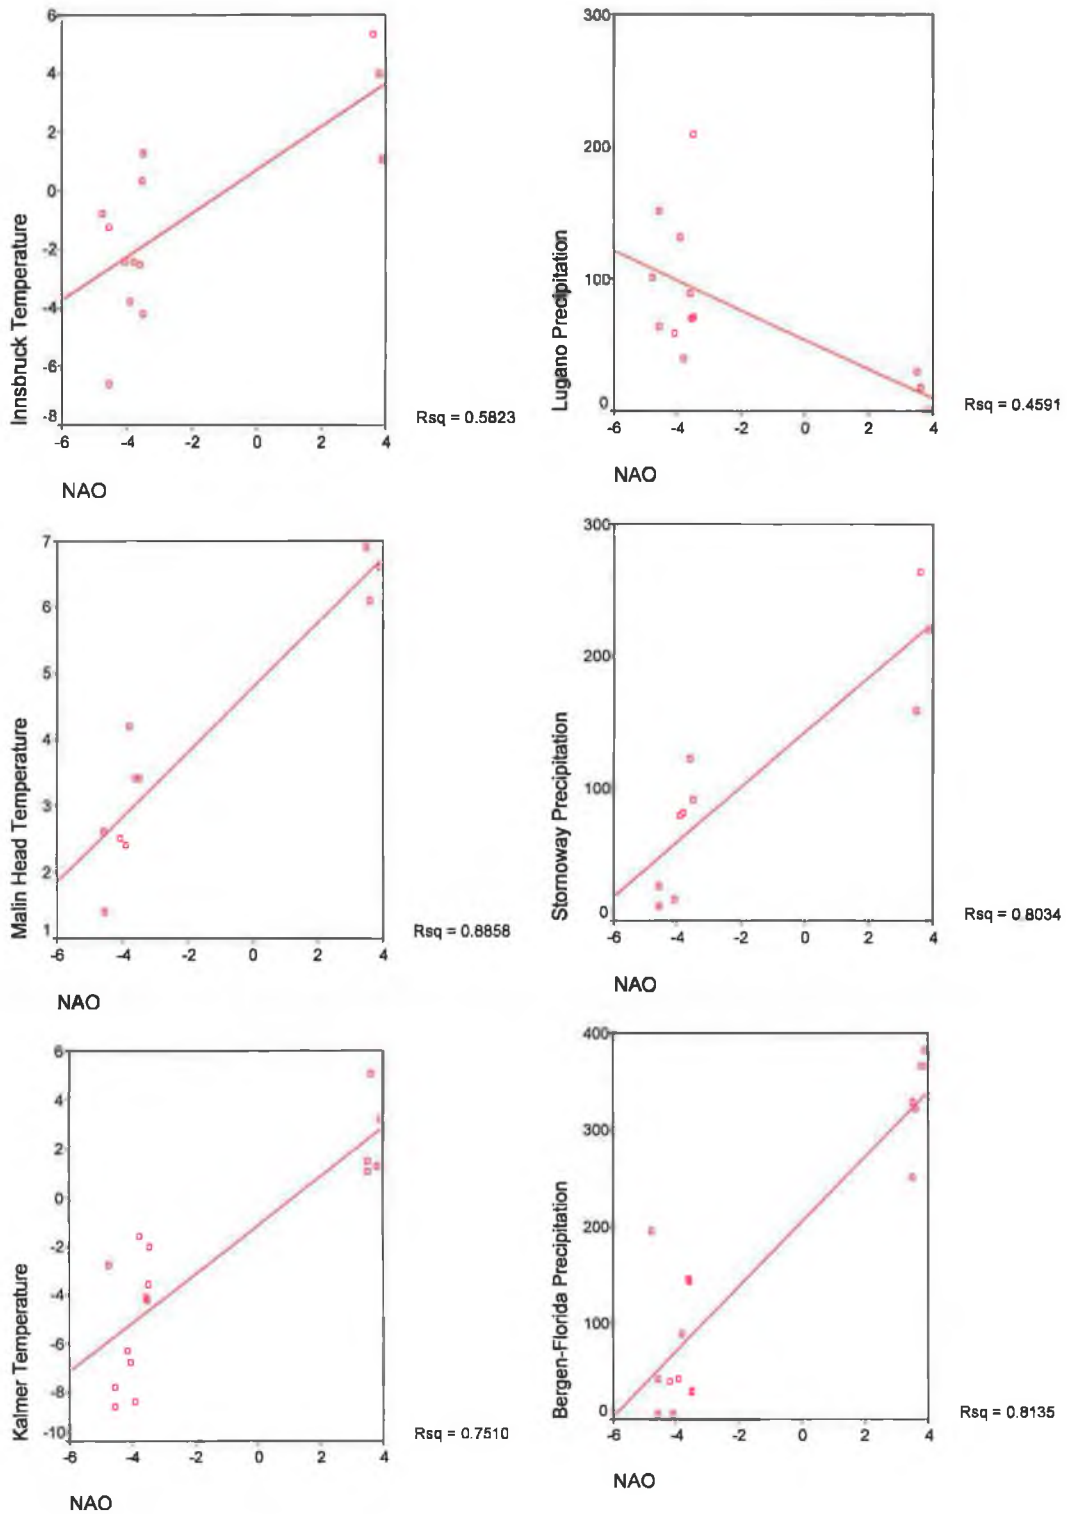 Innsbruck Temperature
6
4
2
0
-2
-4
-6
-8
-6 -4 -2 0 2 4
NAO
Rsq = 0.5823
Lugano Precipitation
300
200
100
0
-6 -4 -2 0 2 4
NAO
Rsq = 0.4591
Malin Head Temperature
7
6
5
4
3
2
1
-6 -4 -2 0 2 4
NAO
Rsq = 0.8858
Stornoway Precipitation
300
200
100
0
-6 -4 -2 0 2 4
NAO
Rsq = 0.8034
Kalmer Temperature
6
4
2
0
-2
-4
-6
-8
-10
-6 -4 -2 0 2 4
NAO
Rsq = 0.7510
Bergen-Florida Precipitation
400
300
200
100
0
-6 -4 -2 0 2 4
NAO
Rsq = 0.8135